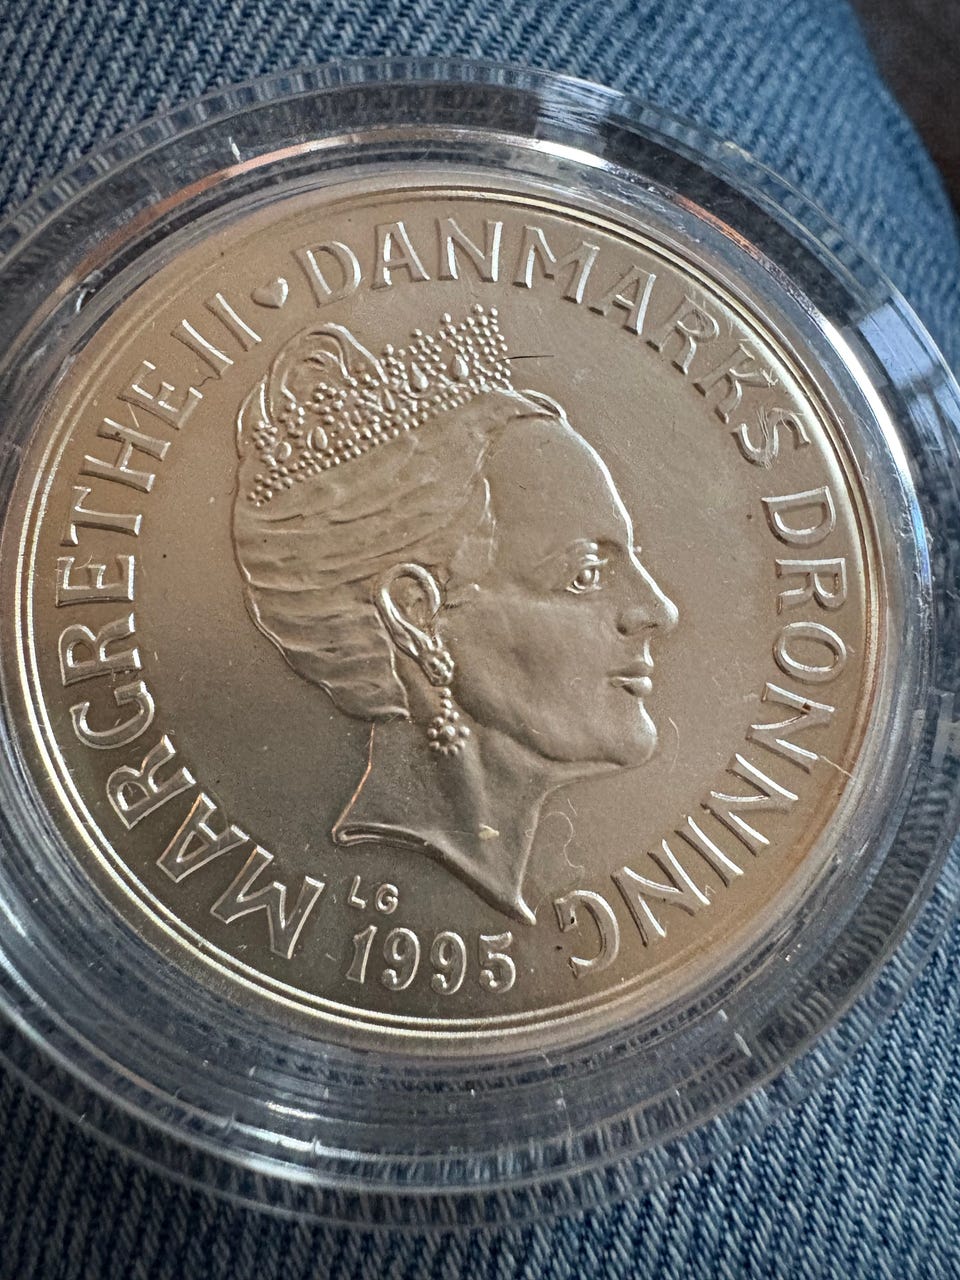 MARGRETHE II ♥ DANMARKS DRONNING
LG
1995